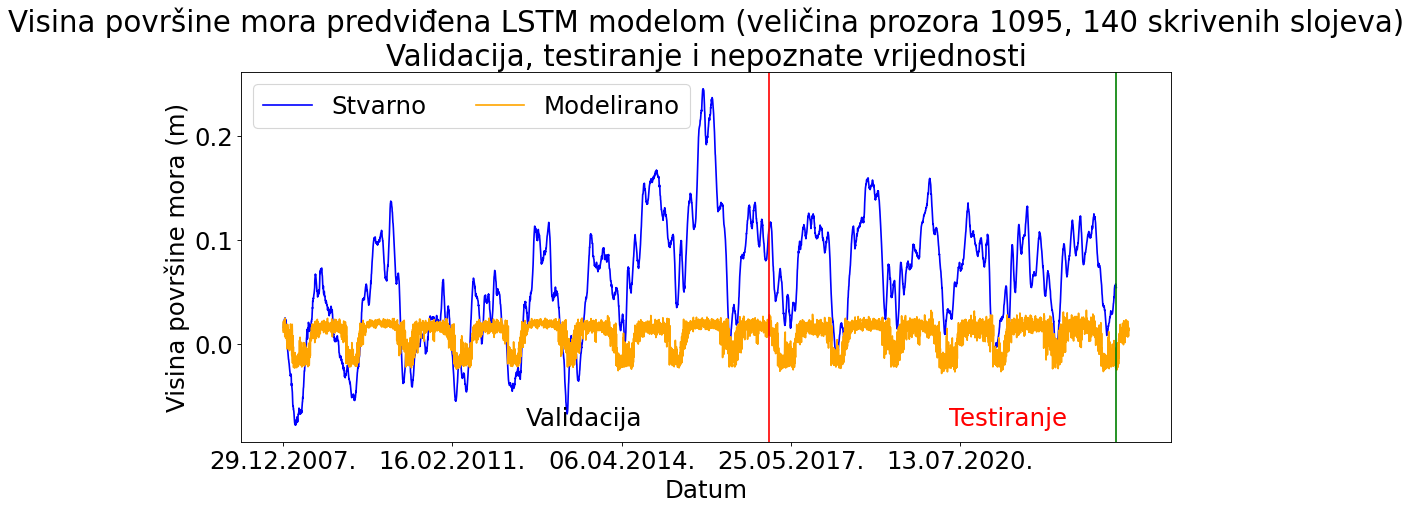 Visina površine mora predviđena LSTM modelom (veličina prozora 1095, 140 skrivenih slojeva)
Validacija, testiranje i nepoznate vrijednosti
Stvarno
Modelirano
Visina površine mora (m)
0.2
0.1
0.0
Validacija
Testiranje
29.12.2007.
16.02.2011.
06.04.2014.
25.05.2017.
13.07.2020.
Datum